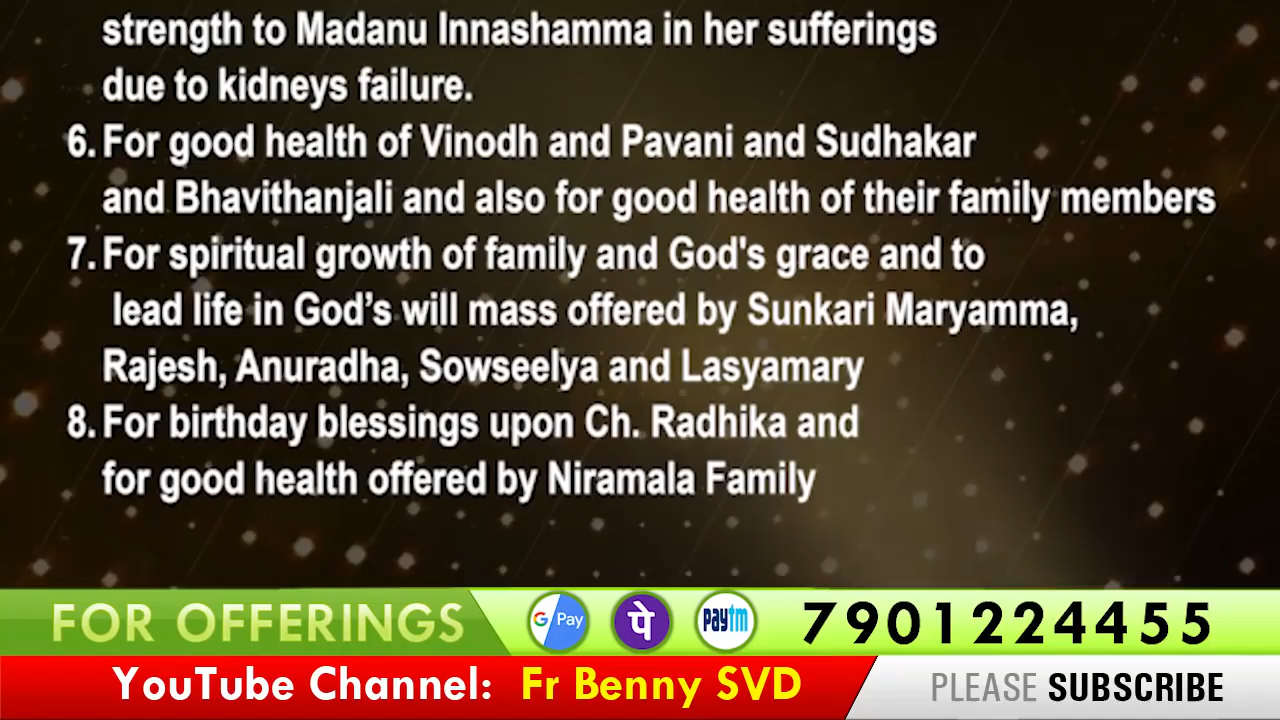 strength to Madanu Innashamma in her sufferings
due to kidneys failure.
6. For good health of Vinodh and Pavani and Sudhakar
and Bhavithanjali and also for good health of their family members
7. For spiritual growth of family and God's grace and to
lead life in God’s will mass offered by Sunkari Maryamma,
Rajesh, Anuradha, Sowseelya and Lasyamary
8. For birthday blessings upon Ch. Radhika and
for good health offered by Niramala Family
FOR OFFERINGS G Pay पे paytm 7901224455
YouTube Channel: Fr Benny SVD PLEASE SUBSCRIBE